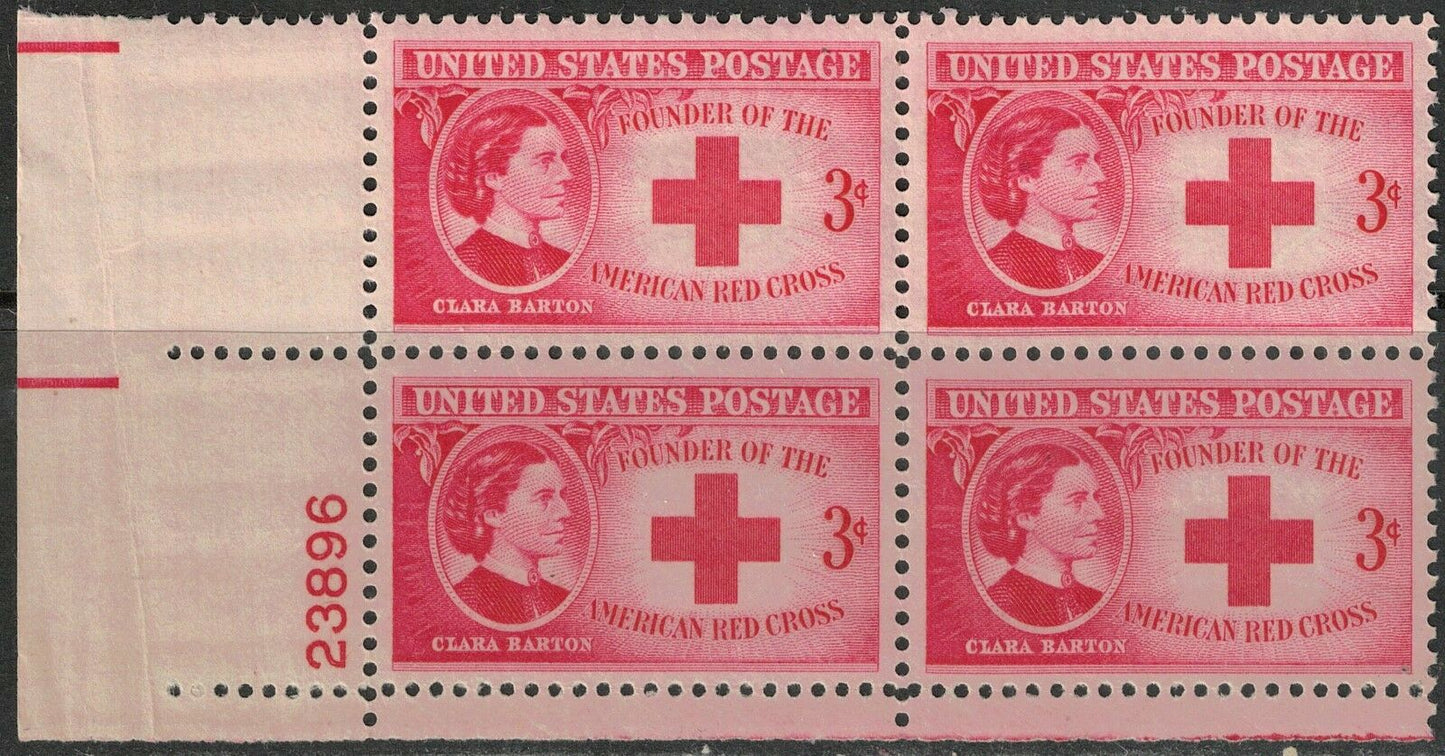 UNITED STATES POSTAGE
FOUNDER OF THE
3¢
AMERICAN RED CROSS
CLARA BARTON
UNITED STATES POSTAGE
FOUNDER OF THE
3¢
AMERICAN RED CROSS
CLARA BARTON
UNITED STATES POSTAGE
FOUNDER OF THE
3¢
AMERICAN RED CROSS
CLARA BARTON
UNITED STATES POSTAGE
FOUNDER OF THE
3¢
AMERICAN RED CROSS
CLARA BARTON
23896